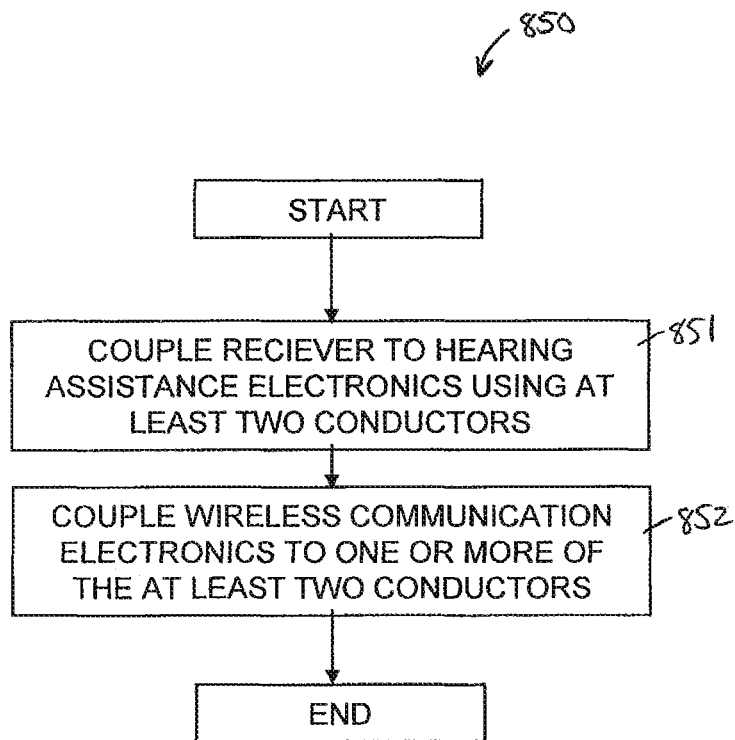 850
START
851
COUPLE RECIEVER TO HEARING
ASSISTANCE ELECTRONICS USING AT
LEAST TWO CONDUCTORS
852
COUPLE WIRELESS COMMUNICATION
ELECTRONICS TO ONE OR MORE OF
THE AT LEAST TWO CONDUCTORS
END